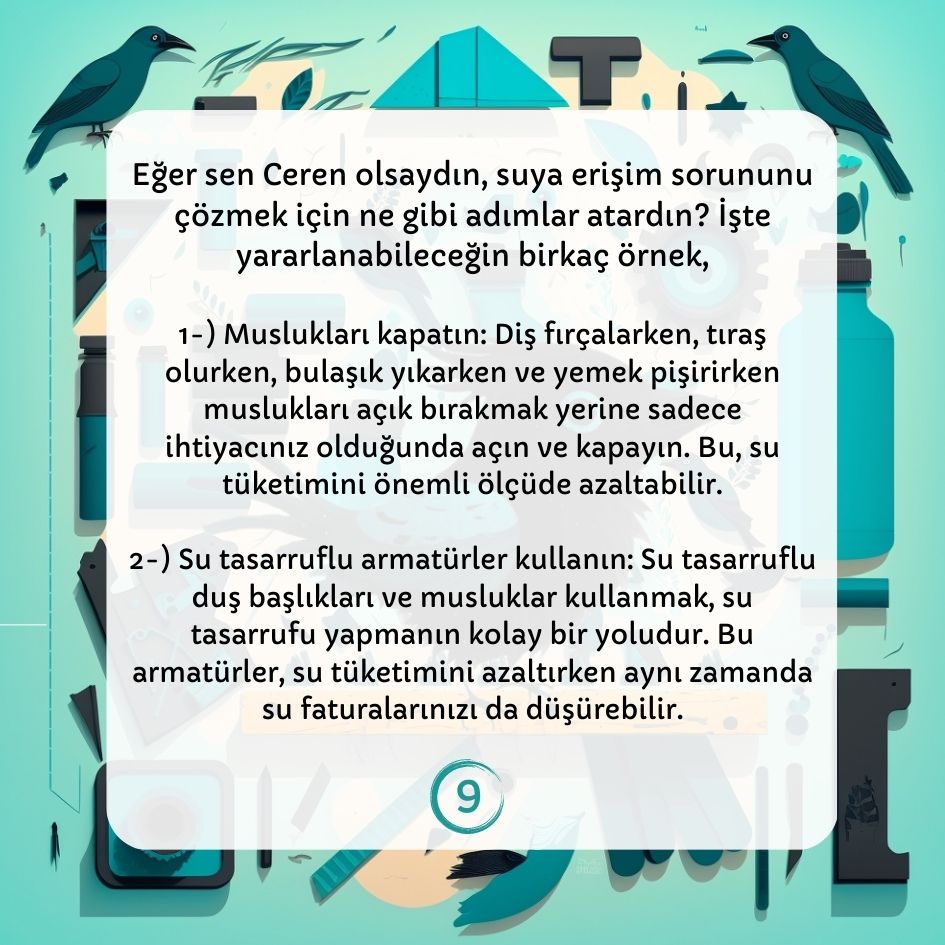 Eğer sen Ceren olsaydın, suya erişim sorununu
çözmek için ne gibi adımlar atardın? İşte
yararlanabileceğin birkaç örnek,
1-) Muslukları kapatın: Diş fırçalarken, tıraş
olurken, bulaşık yıkarken ve yemek pişirirken
muslukları açık bırakmak yerine sadece
ihtiyacınız olduğunda açın ve kapayın. Bu, su
tüketimini önemli ölçüde azaltabilir.
2-) Su tasarruflu armatürler kullanın: Su tasarruflu
duş başlıkları ve musluklar kullanmak, su
tasarrufu yapmanın kolay bir yoludur. Bu
armatürler, su tüketimini azaltırken aynı zamanda
su faturalarınızı da düşürebilir.
9